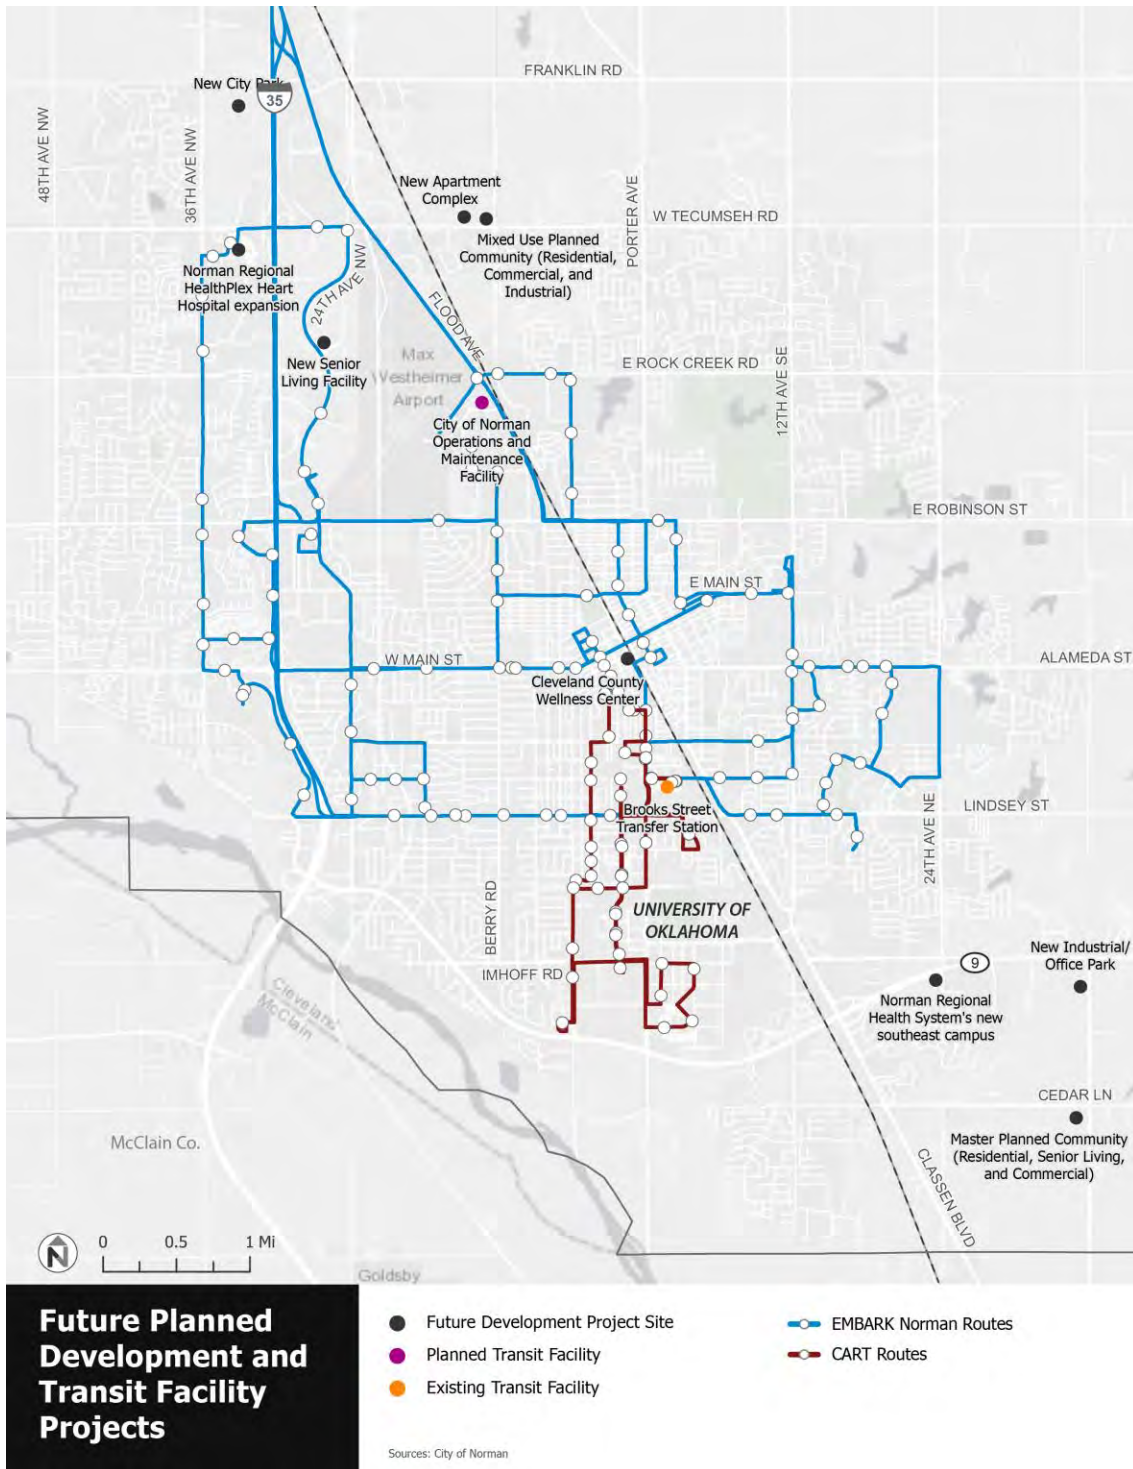 FRANKLIN RD
New City Park
35
48TH AVE NW
36TH AVE NW
New Apartment
Complex
PORTER AVE
W TECUMSEH RD
Mixed Use Planned
Community (Residential,
Commercial, and
Industrial)
Norman Regional
HealthPlex Heart
Hospital expansion
24TH AVE NW
FLOOD AVE
New Senior
Living Facility
Max
Westheimer
Airport
E ROCK CREEK RD
12TH AVE SE
City of Norman
Operations and
Maintenance
Facility
E ROBINSON ST
E MAIN ST
W MAIN ST
ALAMEDA ST
Cleveland County
Wellness Center
Brooks Street
Transfer Station
LINDSEY ST
24TH AVE NE
BERRY RD
UNIVERSITY OF
OKLAHOMA
IMHOFF RD
9
New Industrial/
Office Park
Norman Regional
Health System's new
southeast campus
Cleveland
McClain
CEDAR LN
Master Planned Community
(Residential, Senior Living,
and Commercial)
McClain Co.
CLASSEN BLVD
N
0 0.5 1 Mi
Goldsby
Future Planned
Development and
Transit Facility
Projects
Future Development Project Site
Planned Transit Facility
Existing Transit Facility
EMBARK Norman Routes
CART Routes
Sources: City of Norman